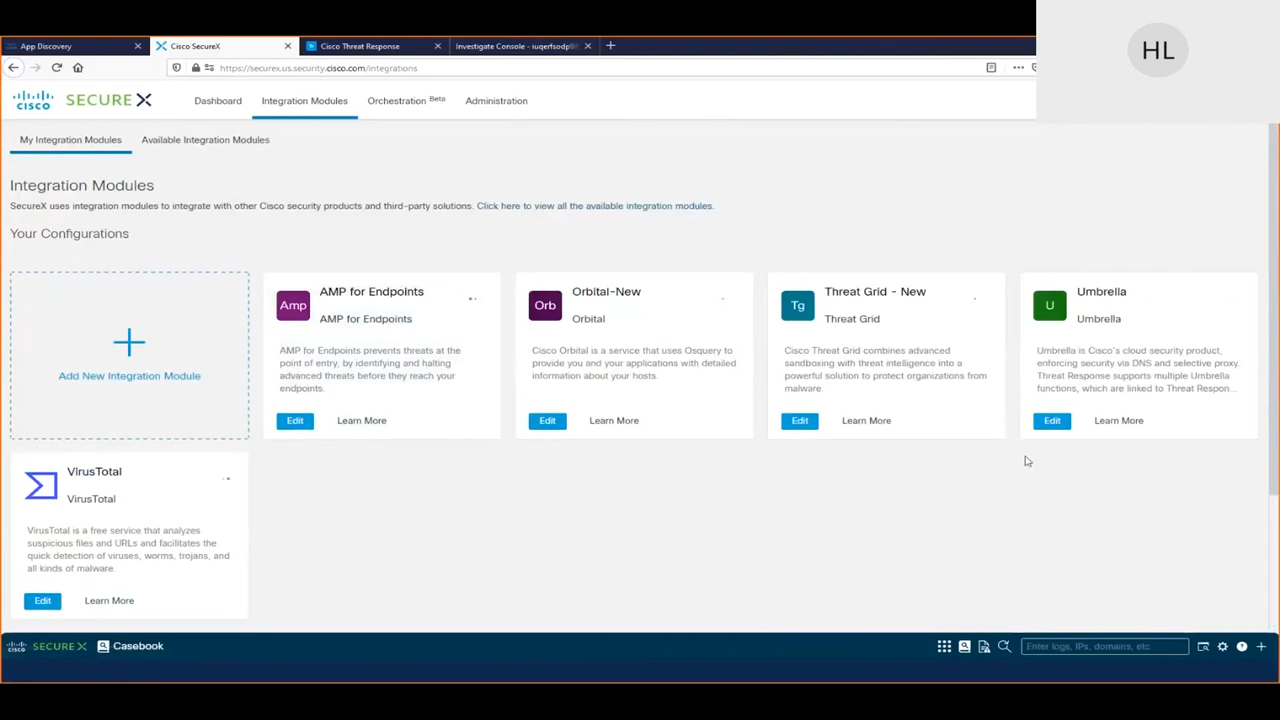 App Discovery
Cisco SecureX
Cisco Threat Response
Investigate Console - iuqerfsodp9
https://securex.us.security.cisco.com/integrations
HL
CISCO SECURE X
Dashboard
Integration Modules
Orchestration Beta
Administration
My Integration Modules
Available Integration Modules
Integration Modules
SecureX uses integration modules to integrate with other Cisco security products and third-party solutions. Click here to view all the available integration modules.
Your Configurations
Add New Integration Module
Amp
AMP for Endpoints
AMP for Endpoints
AMP for Endpoints prevents threats at the
point of entry, by identifying and halting
advanced threats before they reach your
endpoints.
Edit
Learn More
Orb
Orbital-New
Orbital
Cisco Orbital is a service that uses Osquery to
provide you and your applications with detailed
information about your hosts.
Edit
Learn More
Tg
Threat Grid - New
Threat Grid
Cisco Threat Grid combines advanced
sandboxing with threat intelligence into a
powerful solution to protect organizations from
malware.
Edit
Learn More
U
Umbrella
Umbrella
Umbrella is Cisco's cloud security product,
enforcing security via DNS and selective proxy.
Threat Response supports multiple Umbrella
functions, which are linked to Threat Respon...
Edit
Learn More
VirusTotal
VirusTotal
VirusTotal is a free service that analyzes
suspicious files and URLs and facilitates the
quick detection of viruses, worms, trojans, and
all kinds of malware.
Edit
Learn More
CISCO SECURE X
Casebook
Enter logs, IPs, domains, etc.